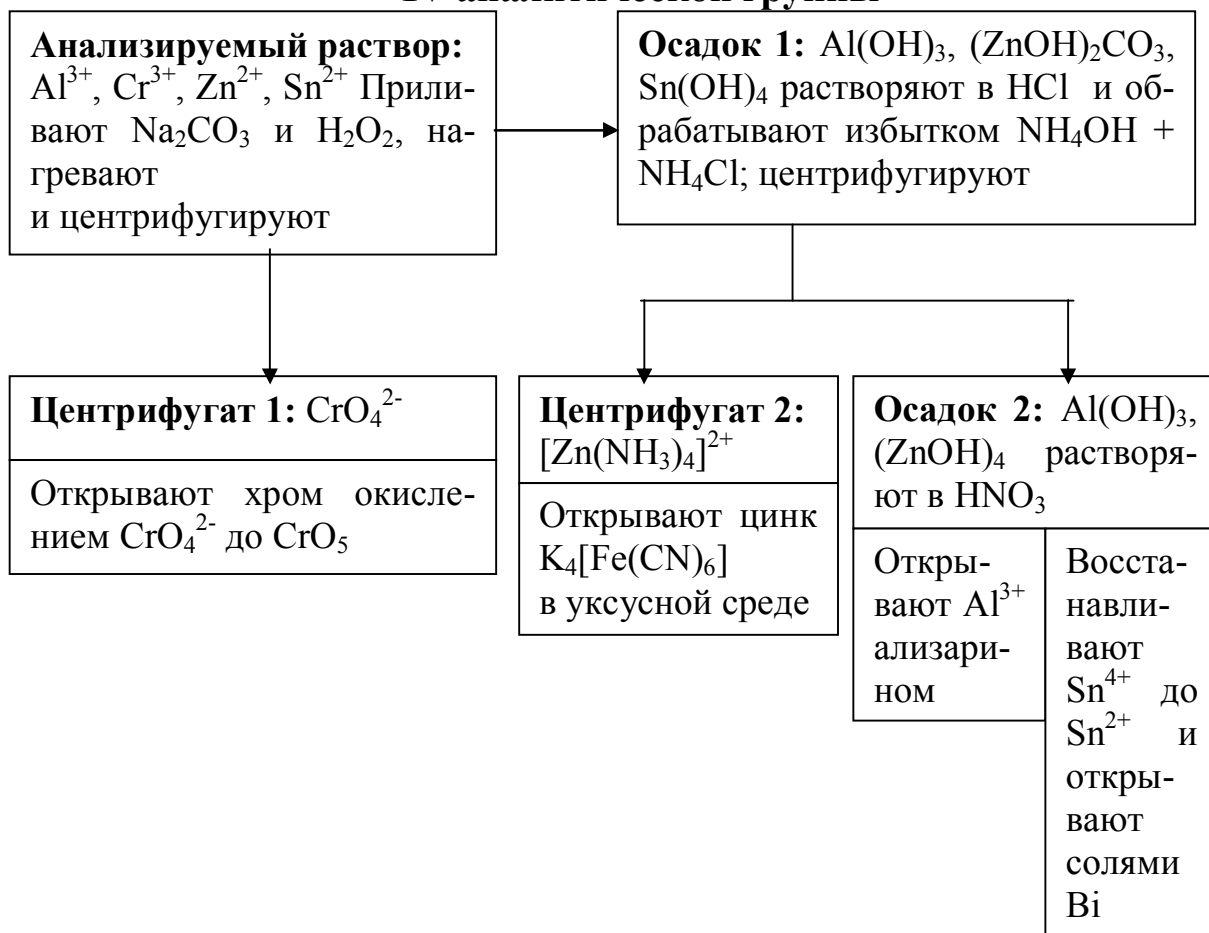 Анализируемый раствор:
Al³⁺, Cr³⁺, Zn²⁺, Sn²⁺ Прили-
вают Na₂CO₃ и H₂O₂, на-
гревают
и центрифугируют
Осадок 1: Al(OH)₃, (ZnOH)₂CO₃,
Sn(OH)₄ растворяют в HCl и об-
рабатывают избытком NH₄OH +
NH₄Cl; центрифугируют
Центрифугат 1: CrO₄²⁻
Открывают хром окисле-
нием CrO₄²⁻ до CrO₅
Центрифугат 2:
[Zn(NH₃)₄]²⁺
Открывают цинк
K₄[Fe(CN)₆]
в уксусной среде
Осадок 2: Al(OH)₃,
(ZnOH)₄ растворя-
ют в HNO₃
Откры-
вают Al³⁺
ализари-
ном
Восста-
навли-
вают
Sn⁴⁺ до
Sn²⁺ и
откры-
вают
солями
Bi